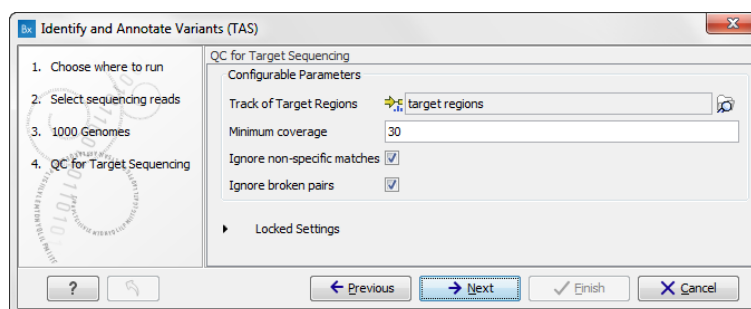 Bx Identify and Annotate Variants (TAS)
1. Choose where to run
2. Select sequencing reads
3. 1000 Genomes
4. QC for Target Sequencing
QC for Target Sequencing
Configurable Parameters
Track of Target Regions target regions
Minimum coverage 30
Ignore non-specific matches
Ignore broken pairs
Locked Settings
? Previous Next Finish Cancel